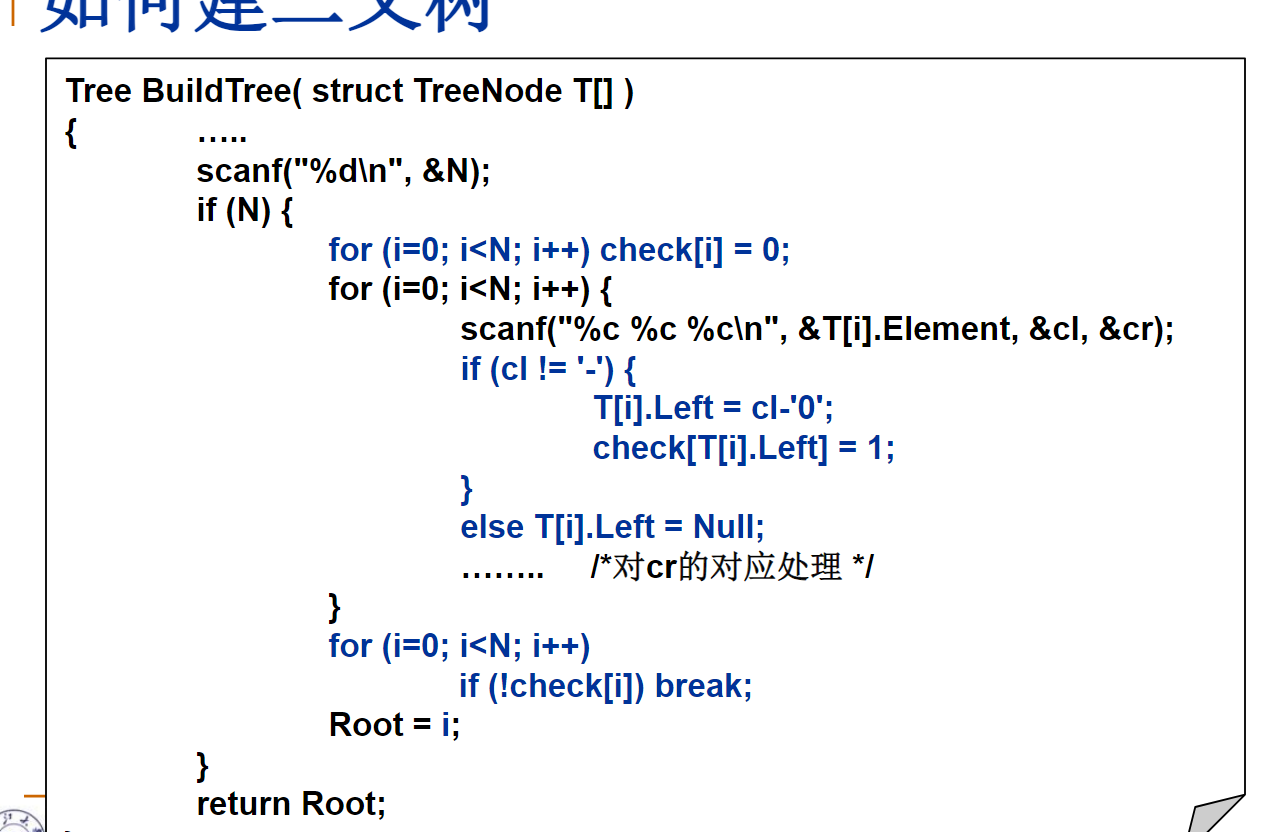 如何建二叉树
Tree BuildTree( struct TreeNode T[] )
{ …..
scanf("%d\n", &N);
if (N) {
for (i=0; i<N; i++) check[i] = 0;
for (i=0; i<N; i++) {
scanf("%c %c %c\n", &T[i].Element, &cl, &cr);
if (cl != '-') {
T[i].Left = cl-'0';
check[T[i].Left] = 1;
}
else T[i].Left = Null;
…….. /*对cr的对应处理 */
}
for (i=0; i<N; i++)
if (!check[i]) break;
Root = i;
}
return Root;